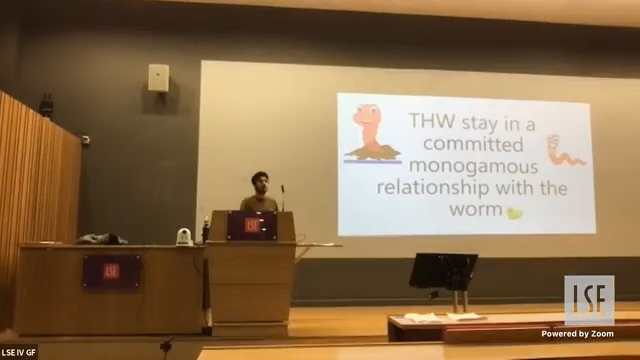 THW stay in a
committed
monogamous
relationship with the
worm
LSE
LSE
LSE
Powered by Zoom
LSE IV GF